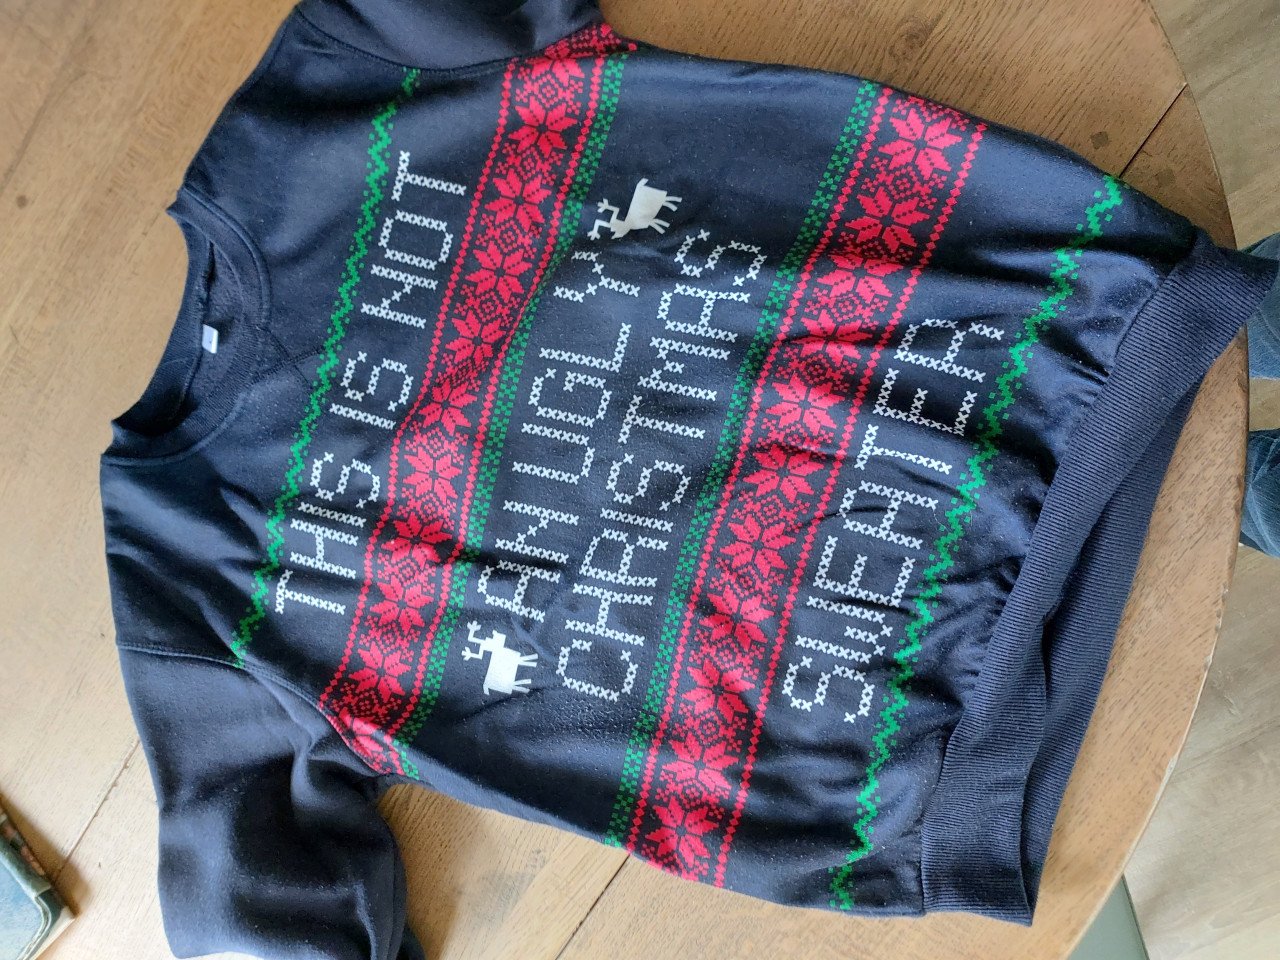 THIS IS NOT
AN UGLY
CHRISTMAS
SWEATER